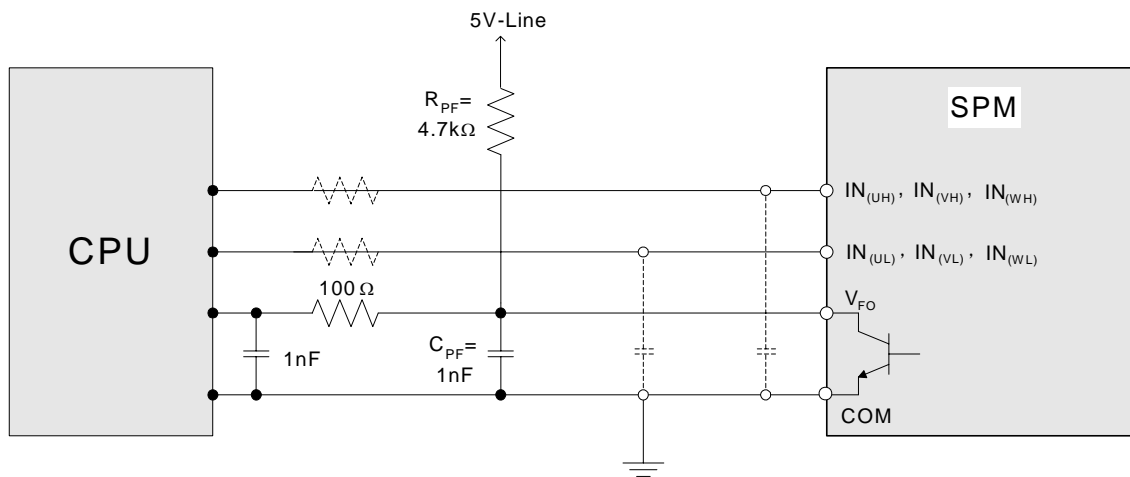 5V-Line
R_PF=
4.7kΩ
SPM
CPU
IN(UH), IN(VH), IN(WH)
IN(UL), IN(VL), IN(WL)
100 Ω
V_FO
C_PF=
1nF
1nF
COM